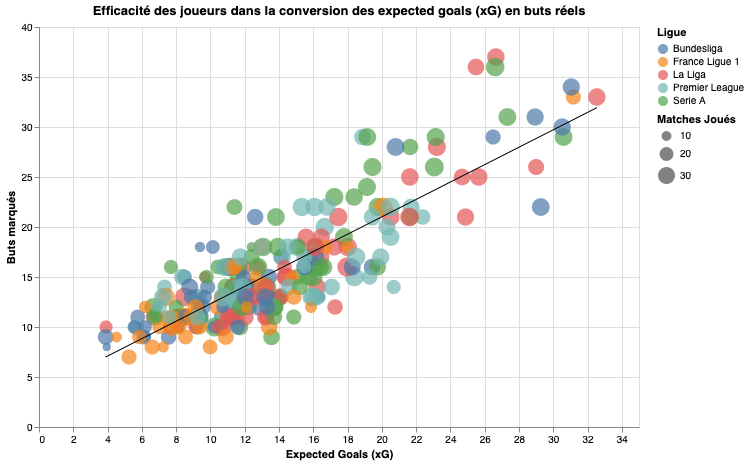 Efficacité des joueurs dans la conversion des expected goals (xG) en buts réels
40
35
30
25
20
15
10
5
0
Buts marqués
0 2 4 6 8 10 12 14 16 18 20 22 24 26 28 30 32 34
Expected Goals (xG)
Ligue
Bundesliga
France Ligue 1
La Liga
Premier League
Serie A
Matches Joués
10
20
30